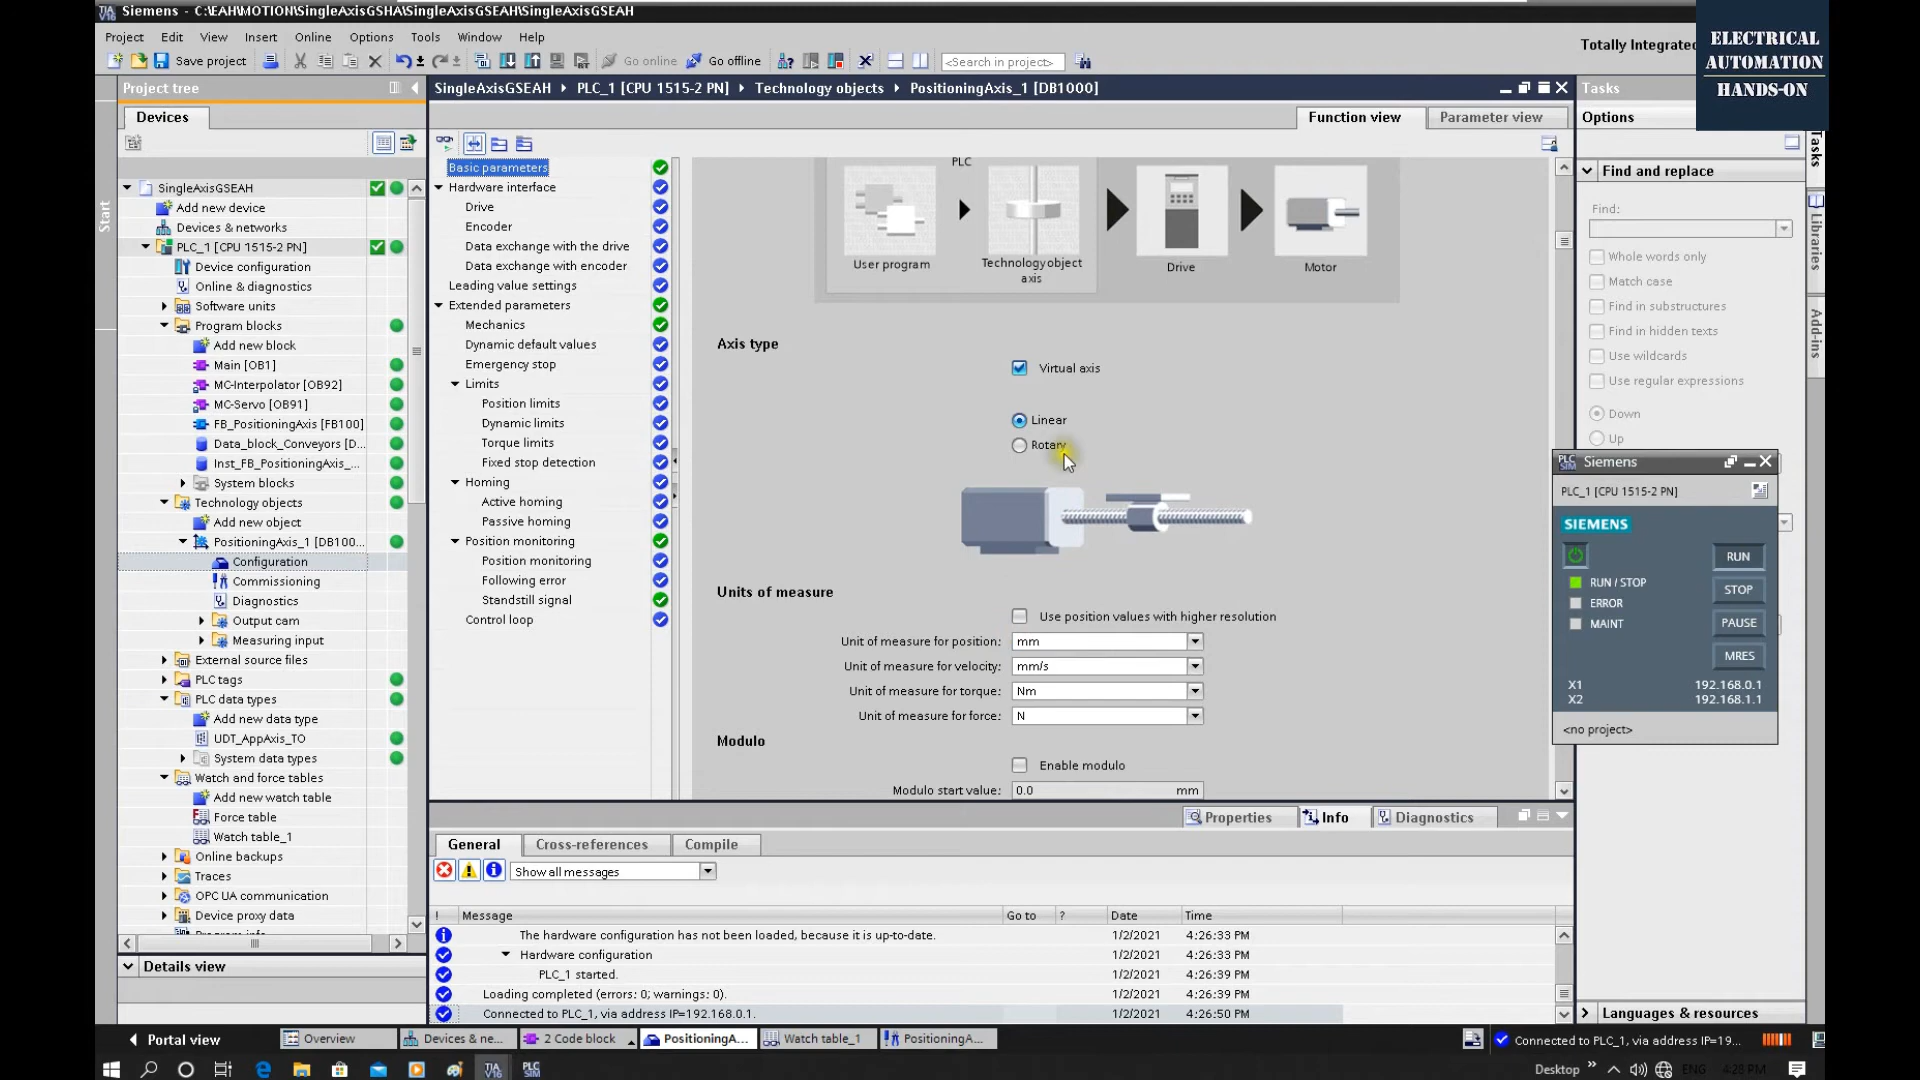 Siemens - C:\EAH\MOTION\SingleAxisGSHA\SingleAxisGSEAH\SingleAxisGSEAH
Project Edit View Insert Online Options Tools Window Help
Totally Integrated
ELECTRICAL
AUTOMATION
HANDS-ON
Save project
Go online
Go offline
<Search in project>
Project tree
SingleAxisGSEAH
PLC_1 [CPU 1515-2 PN]
Technology objects
PositioningAxis_1 [DB1000]
Tasks
Devices
Function view
Parameter view
Options
Start
SingleAxisGSEAH
Add new device
Devices & networks
PLC_1 [CPU 1515-2 PN]
Device configuration
Online & diagnostics
Software units
Program blocks
Add new block
Main [OB1]
MC-Interpolator [OB92]
MC-Servo [OB91]
FB_PositioningAxis [FB100]
Data_block_Conveyors [D...
Inst_FB_PositioningAxis_...
System blocks
Technology objects
Add new object
PositioningAxis_1 [DB100...
Configuration
Commissioning
Diagnostics
Output cam
Measuring input
External source files
PLC tags
PLC data types
Add new data type
UDT_AppAxis_TO
System data types
Watch and force tables
Add new watch table
Force table
Watch table_1
Online backups
Traces
OPC UA communication
Device proxy data
Details view
Basic parameters
Hardware interface
Drive
Encoder
Data exchange with the drive
Data exchange with encoder
Leading value settings
Extended parameters
Mechanics
Dynamic default values
Emergency stop
Limits
Position limits
Dynamic limits
Torque limits
Fixed stop detection
Homing
Active homing
Passive homing
Position monitoring
Position monitoring
Following error
Standstill signal
Control loop
PLC
User program
Technology object
axis
Drive
Motor
Axis type
Virtual axis
Linear
Rotary
Units of measure
Use position values with higher resolution
Unit of measure for position: mm
Unit of measure for velocity: mm/s
Unit of measure for torque: Nm
Unit of measure for force: N
Modulo
Enable modulo
Modulo start value: 0.0 mm
Find and replace
Find:
Whole words only
Match case
Find in substructures
Find in hidden texts
Use wildcards
Use regular expressions
Down
Up
Tasks
Libraries
Add-ins
Siemens
PLC_1 [CPU 1515-2 PN]
SIEMENS
RUN
RUN / STOP
STOP
ERROR
PAUSE
MAINT
MRES
X1 192.168.0.1
X2 192.168.1.1
<no project>
Languages & resources
Properties
Info
Diagnostics
General
Cross-references
Compile
Show all messages
! Message Go to ? Date Time
The hardware configuration has not been loaded, because it is up-to-date. 1/2/2021 4:26:33 PM
Hardware configuration 1/2/2021 4:26:33 PM
PLC_1 started. 1/2/2021 4:26:39 PM
Loading completed (errors: 0; warnings: 0). 1/2/2021 4:26:39 PM
Connected to PLC_1, via address IP=192.168.0.1. 1/2/2021 4:26:50 PM
Portal view
Overview
Devices & ne...
2 Code block
PositioningA...
Watch table_1
PositioningA...
Connected to PLC_1, via address IP=19...
Desktop
ENG
4:28 PM